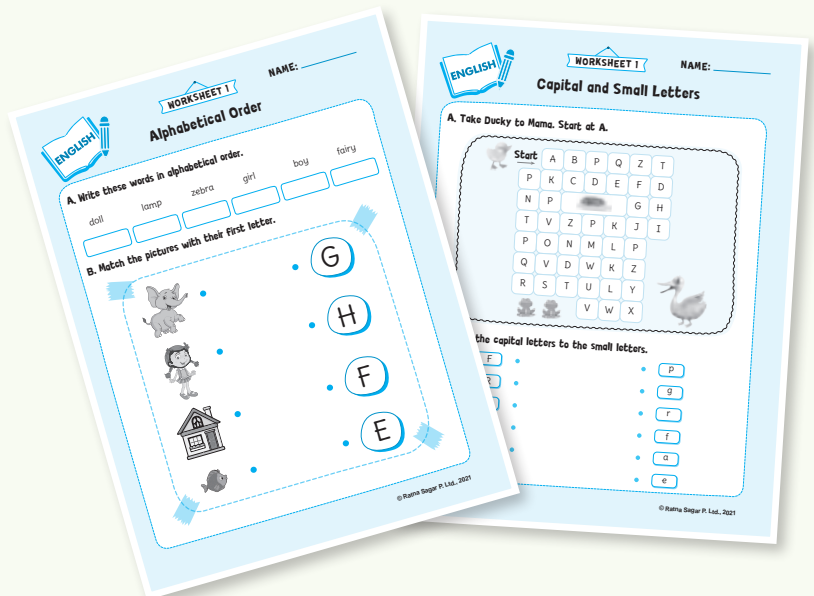 ENGLISH
WORKSHEET 1
NAME:
Alphabetical Order
A. Write these words in alphabetical order.
doll lamp zebra girl boy fairy
B. Match the pictures with their first letter.
G
H
F
E
© Ratna Sagar P. Ltd., 2021
ENGLISH
WORKSHEET 1
NAME:
Capital and Small Letters
A. Take Ducky to Mama. Start at A.
Start A B P Q Z T
P K C D E F D
N P G H
T V Z P K J I
P O N M L P
Q V D W K Z
R S T U L Y
V W X
the capital letters to the small letters.
F p
R g
r
f
a
e
© Ratna Sagar P. Ltd., 2021